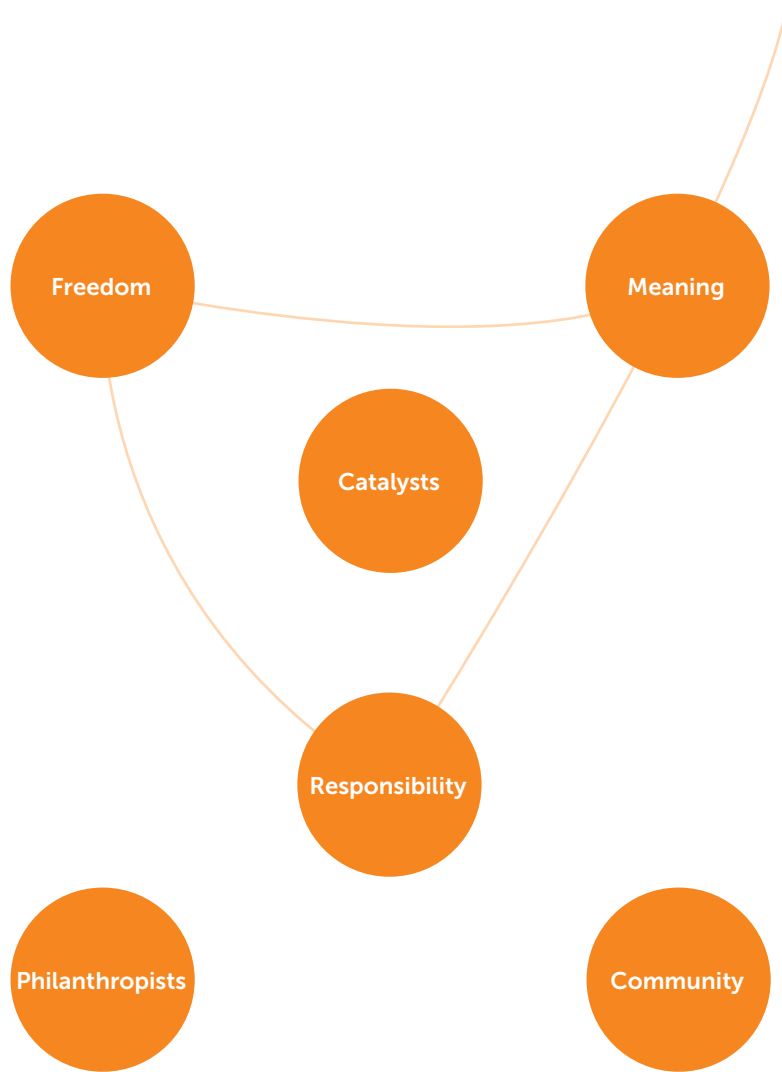 Freedom
Meaning
Catalysts
Responsibility
Philanthropists
Community